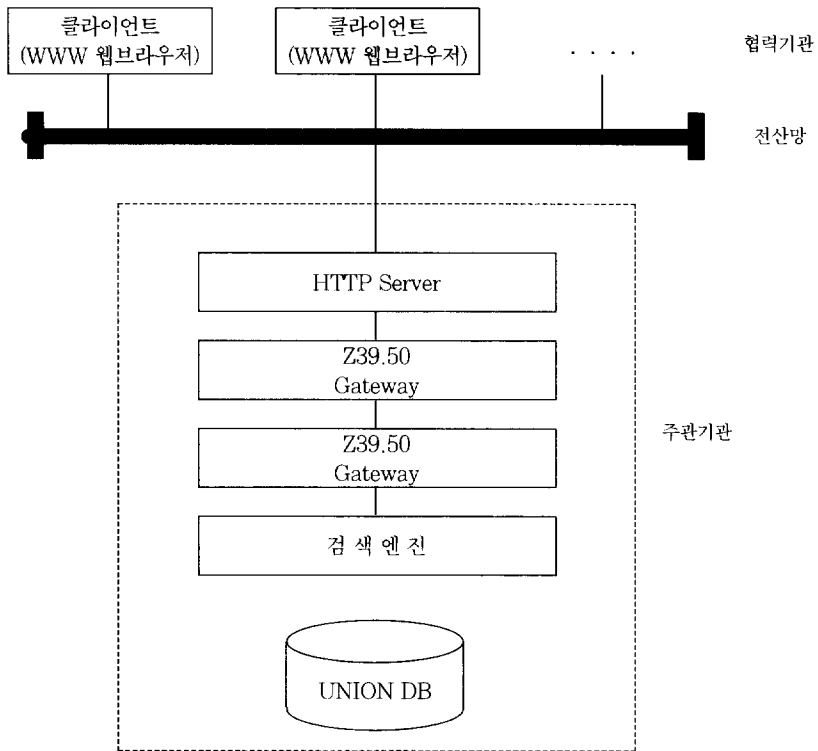 클라이언트
(WWW 웹브라우저)
클라이언트
(WWW 웹브라우저)
. . . .
협력기관
전산망
HTTP Server
Z39.50
Gateway
Z39.50
Gateway
주관기관
검 색 엔 진
UNION DB